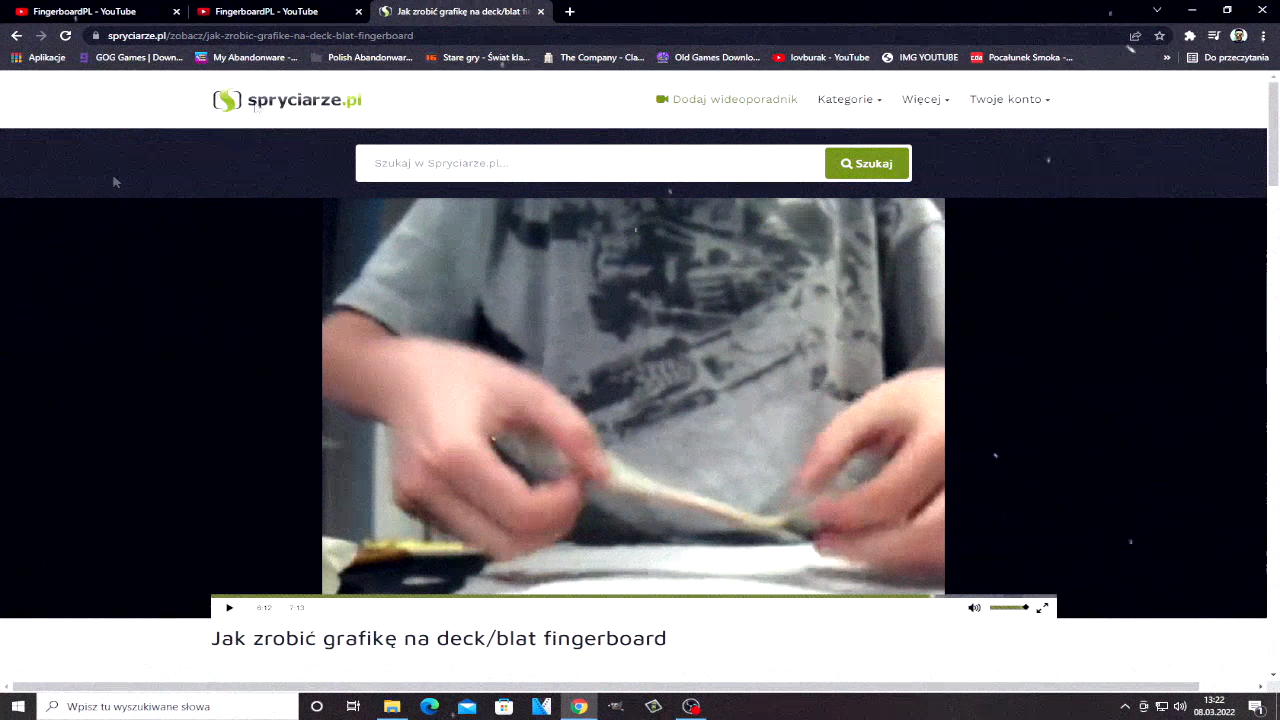 FingerboardPL - YouTube
FingerboardPL - YouTube
Jak zrobić grafikę na deck/blat fi
spryciarze.pl/zobacz/jak-zrobic-grafike-na-deck-blat-fingerboard
Aplikacje
GOG Games | Down...
My Abandonware -...
Polish Abandonwar...
Stare gry - Świat kla...
The Company - Cla...
Old Games Downlo...
lovburak - YouTube
IMG YOUTUBE
Pocałunek Smoka -...
»
Do przeczytania
spryciarze.pl
Dodaj wideoporadnik
Kategorie
Więcej
Twoje konto
Szukaj w Spryciarze.pl...
Szukaj
6:12
7:13
Jak zrobić grafikę na deck/blat fingerboard
Wpisz tu wyszukiwane słowa
13:22
08.03.2022